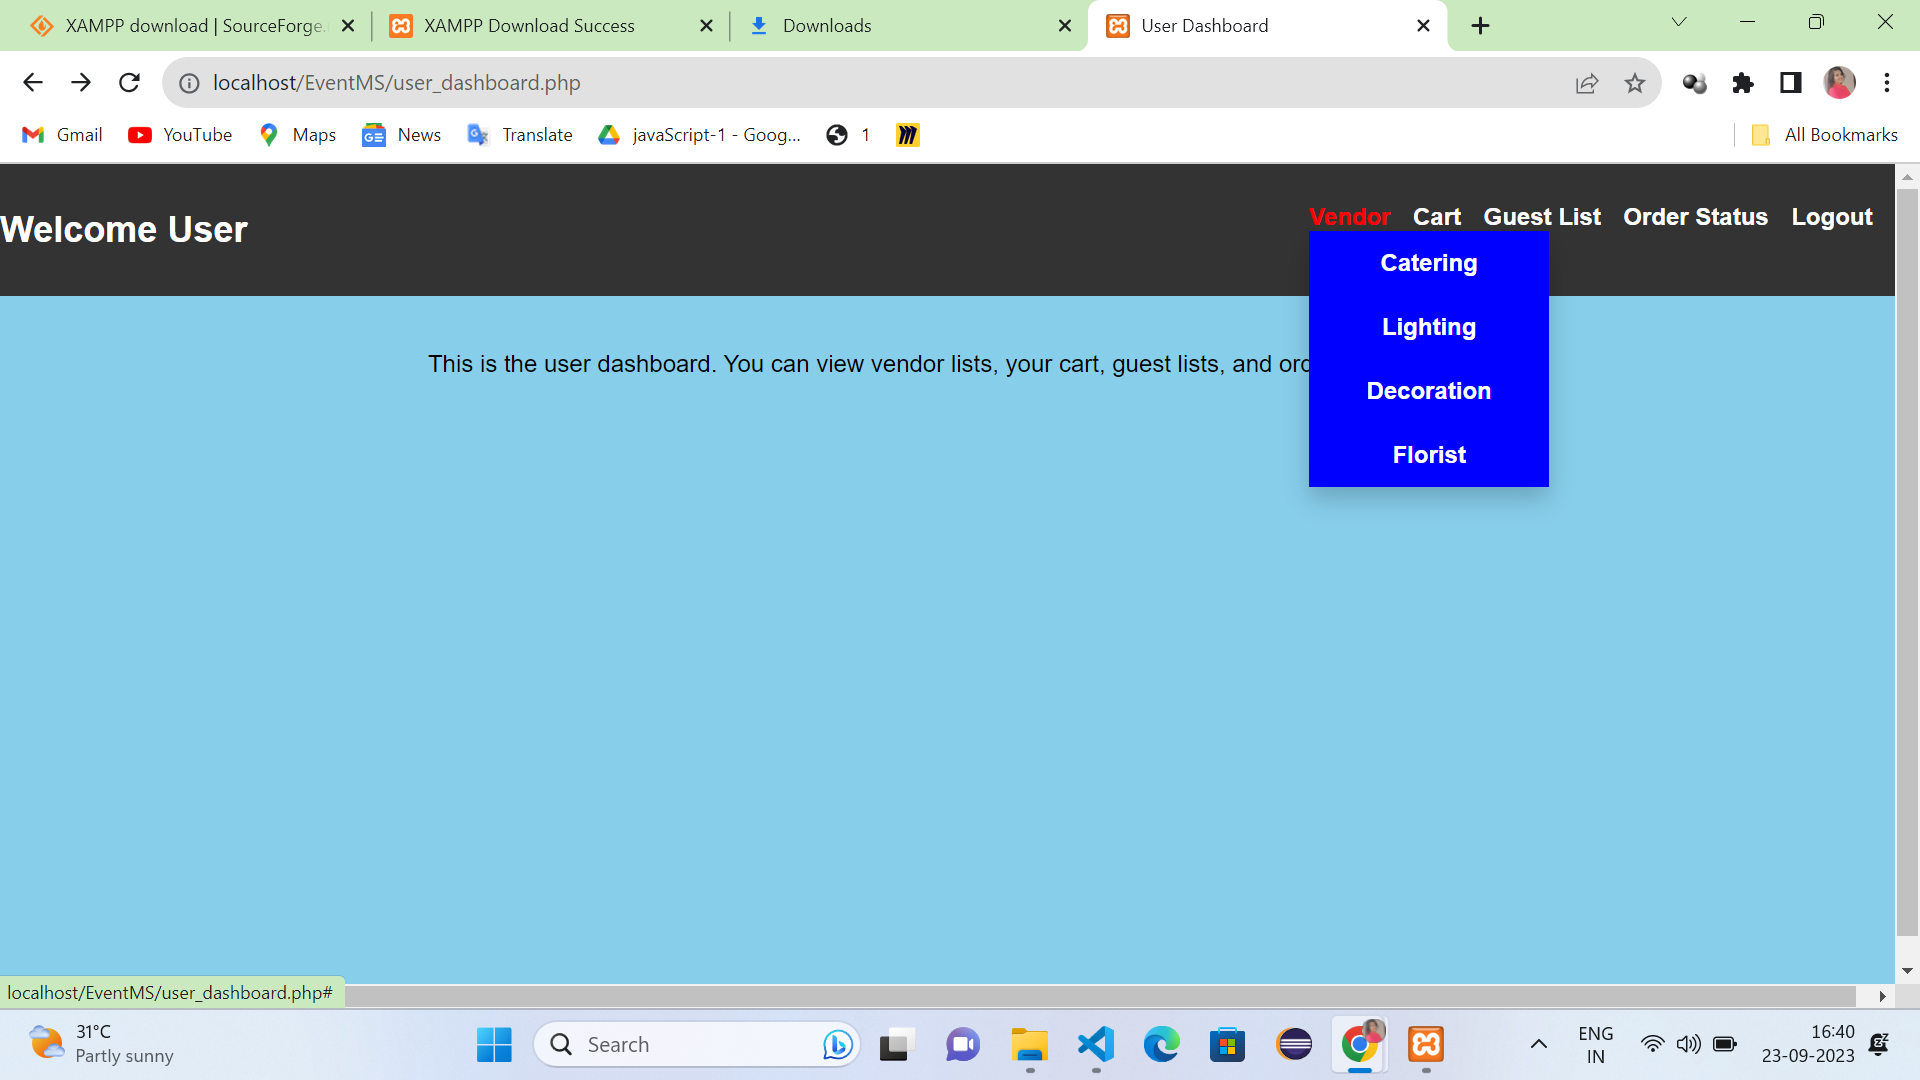 XAMPP download | SourceForge.
XAMPP Download Success
Downloads
User Dashboard
localhost/EventMS/user_dashboard.php
Gmail
YouTube
Maps
News
Translate
javaScript-1 - Goog...
1
All Bookmarks
Welcome User
Vendor
Cart
Guest List
Order Status
Logout
Catering
Lighting
Decoration
Florist
This is the user dashboard. You can view vendor lists, your cart, guest lists, and ord
localhost/EventMS/user_dashboard.php#
31°C
Partly sunny
Search
ENG
IN
16:40
23-09-2023